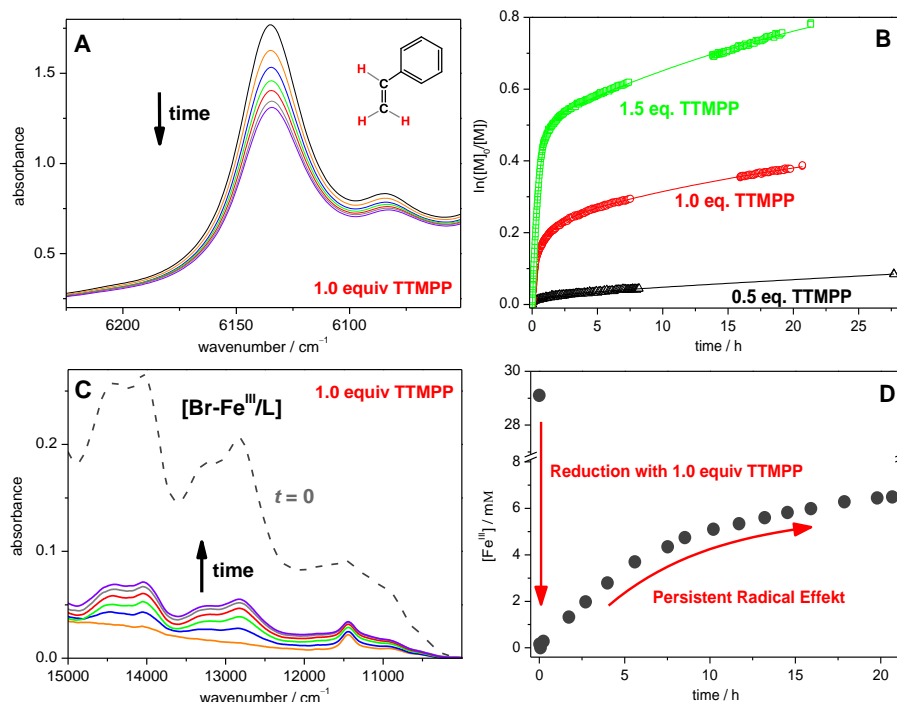 A
1.5
1.0
0.5
absorbance
time
H
H
H
1.0 equiv TTMPP
6200
6150
6100
wavenumber / cm⁻¹
B
0.8
0.6
0.4
0.2
0.0
ln([M]₀/[M])
1.5 eq. TTMPP
1.0 eq. TTMPP
0.5 eq. TTMPP
0
5
10
15
20
25
time / h
C
1.0 equiv TTMPP
[Br-Feᴵᴵᴵ/L]
0.2
0.1
0.0
absorbance
t = 0
time
15000
14000
13000
12000
11000
wavenumber / cm⁻¹
D
29
28
6
4
2
0
[Feᴵᴵᴵ] / mM
Reduction with 1.0 equiv TTMPP
Persistent Radical Effekt
0
5
10
15
20
time / h